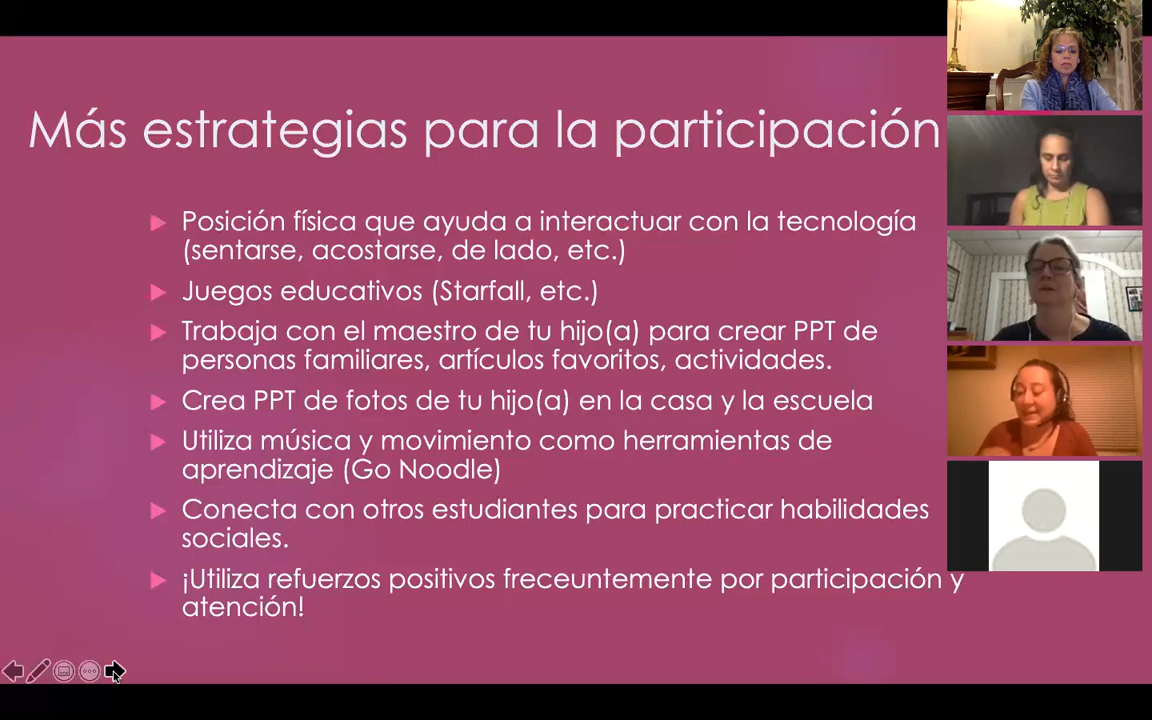 Más estrategias para la participación
Posición física que ayuda a interactuar con la tecnología
(sentarse, acostarse, de lado, etc.)
Juegos educativos (Starfall, etc.)
Trabaja con el maestro de tu hijo(a) para crear PPT de
personas familiares, artículos favoritos, actividades.
Crea PPT de fotos de tu hijo(a) en la casa y la escuela
Utiliza música y movimiento como herramientas de
aprendizaje (Go Noodle)
Conecta con otros estudiantes para practicar habilidades
sociales.
¡Utiliza refuerzos positivos freceuntemente por participación y
atención!